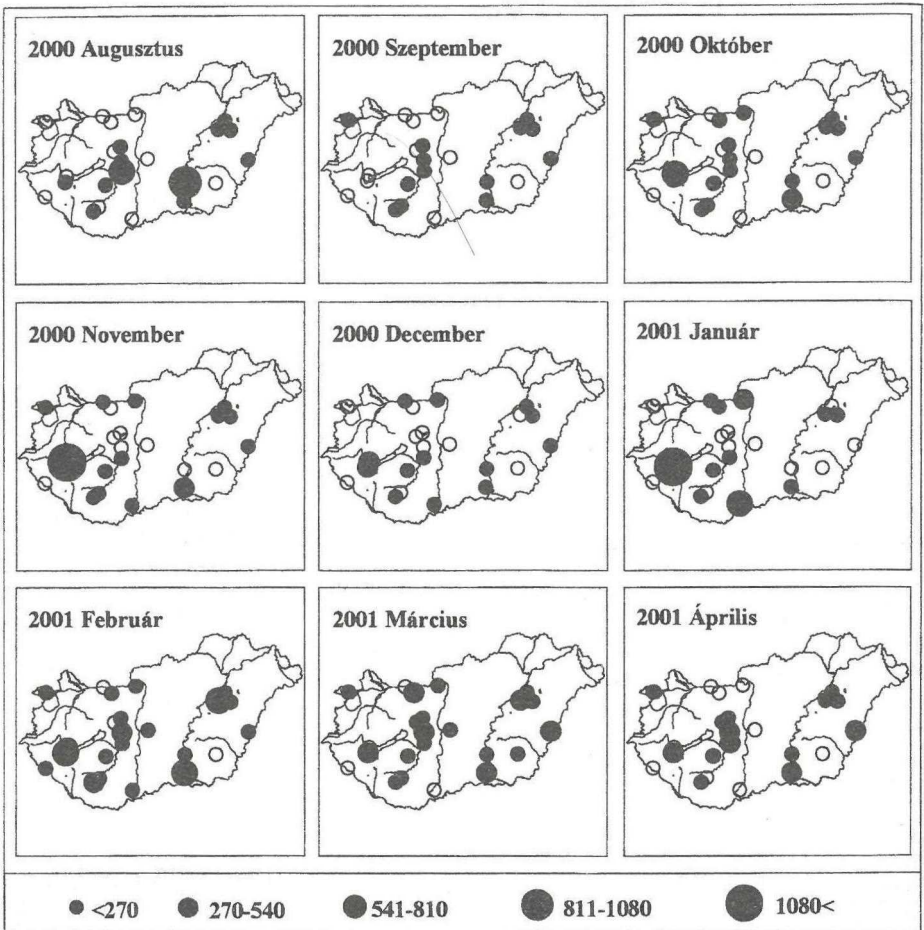 2000 Augusztus
2000 Szeptember
2000 Október
2000 November
2000 December
2001 Január
2001 Február
2001 Március
2001 Április
<270 270-540 541-810 811-1080 1080<